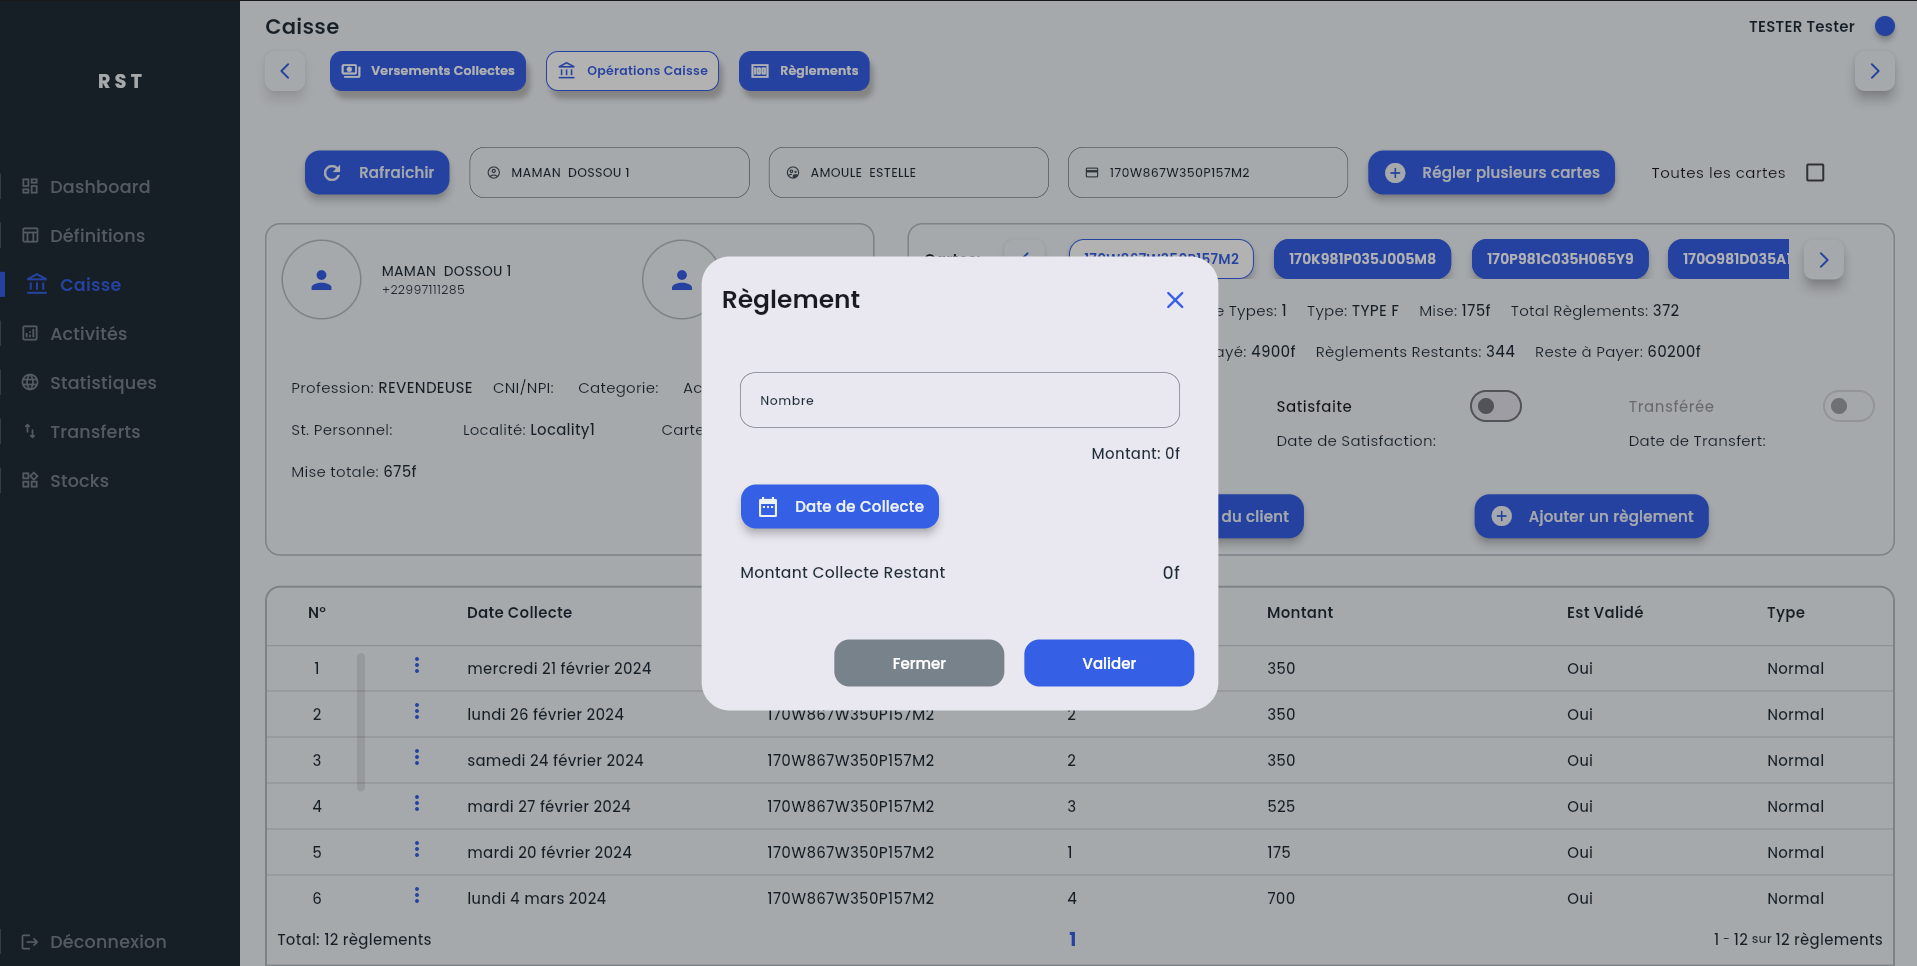 Caisse
TESTER Tester
RST
Versements Collectes
Opérations Caisse
Règlements
Dashboard
Définitions
Caisse
Activités
Statistiques
Transferts
Stocks
Déconnexion
Rafraichir
MAMAN DOSSOU 1
AMOULE ESTELLE
170W867W350P157M2
Régler plusieurs cartes
Toutes les cartes
MAMAN DOSSOU 1
+22997111285
Profession: REVENDEUSE CNI/NPI: Categorie: Ac
St. Personnel: Localité: Locality1 Carte
Mise totale: 675f
170K981P035J005M8
170P981C035H065Y9
170O981D035A1
e Types: 1 Type: TYPE F Mise: 175f Total Règlements: 372
ayé: 4900f Règlements Restants: 344 Reste à Payer: 60200f
Satisfaite
Transférée
Date de Satisfaction:
Date de Transfert:
du client
Ajouter un règlement
Règlement
Nombre
Montant: 0f
Date de Collecte
Montant Collecte Restant 0f
Fermer
Valider
N° Date Collecte Montant Est Validé Type
1 mercredi 21 février 2024 350 Oui Normal
2 lundi 26 février 2024 170W867W350P157M2 2 350 Oui Normal
3 samedi 24 février 2024 170W867W350P157M2 2 350 Oui Normal
4 mardi 27 février 2024 170W867W350P157M2 3 525 Oui Normal
5 mardi 20 février 2024 170W867W350P157M2 1 175 Oui Normal
6 lundi 4 mars 2024 170W867W350P157M2 4 700 Oui Normal
Total: 12 règlements
1
1 - 12 sur 12 règlements